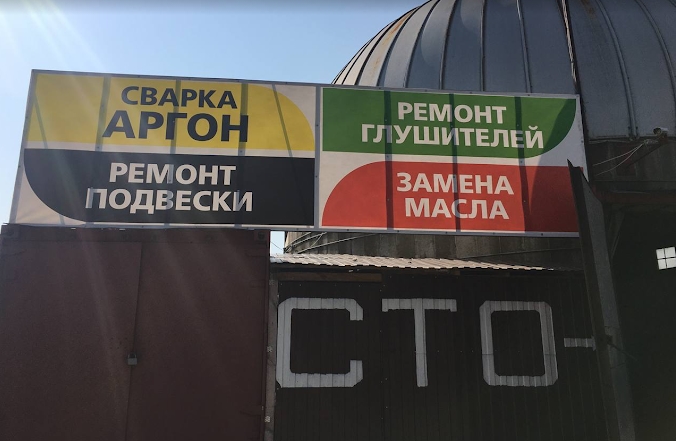 СВАРКА
АРГОН
РЕМОНТ
ПОДВЕСКИ
РЕМОНТ
ГЛУШИТЕЛЕЙ
ЗАМЕНА
МАСЛА
СТО-